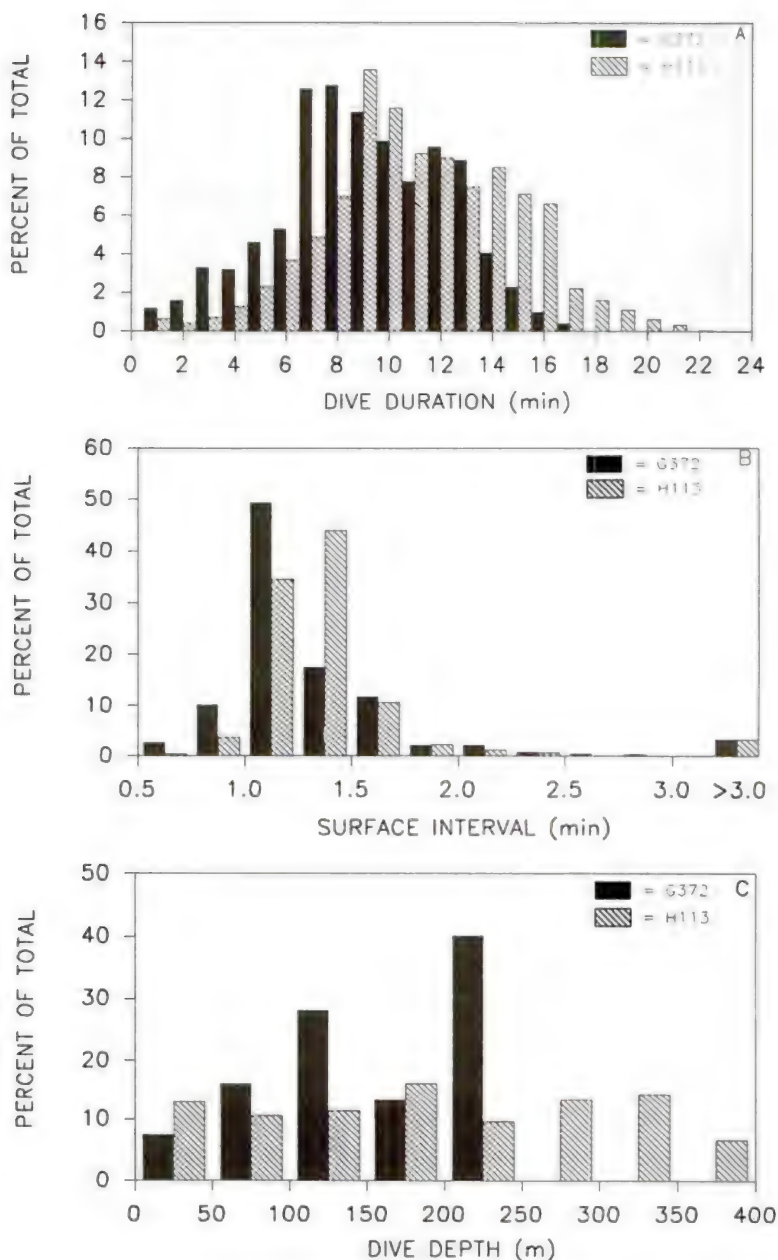 16
14
12
10
8
6
4
2
0
PERCENT OF TOTAL
A
0 2 4 6 8 10 12 14 16 18 20 22 24
DIVE DURATION (min)
60
50
40
30
20
10
0
PERCENT OF TOTAL
= G372
= H113
B
0.5 1.0 1.5 2.0 2.5 3.0 >3.0
SURFACE INTERVAL (min)
50
40
30
20
10
0
PERCENT OF TOTAL
= G372
= H113
C
0 50 100 150 200 250 300 350 400
DIVE DEPTH (m)